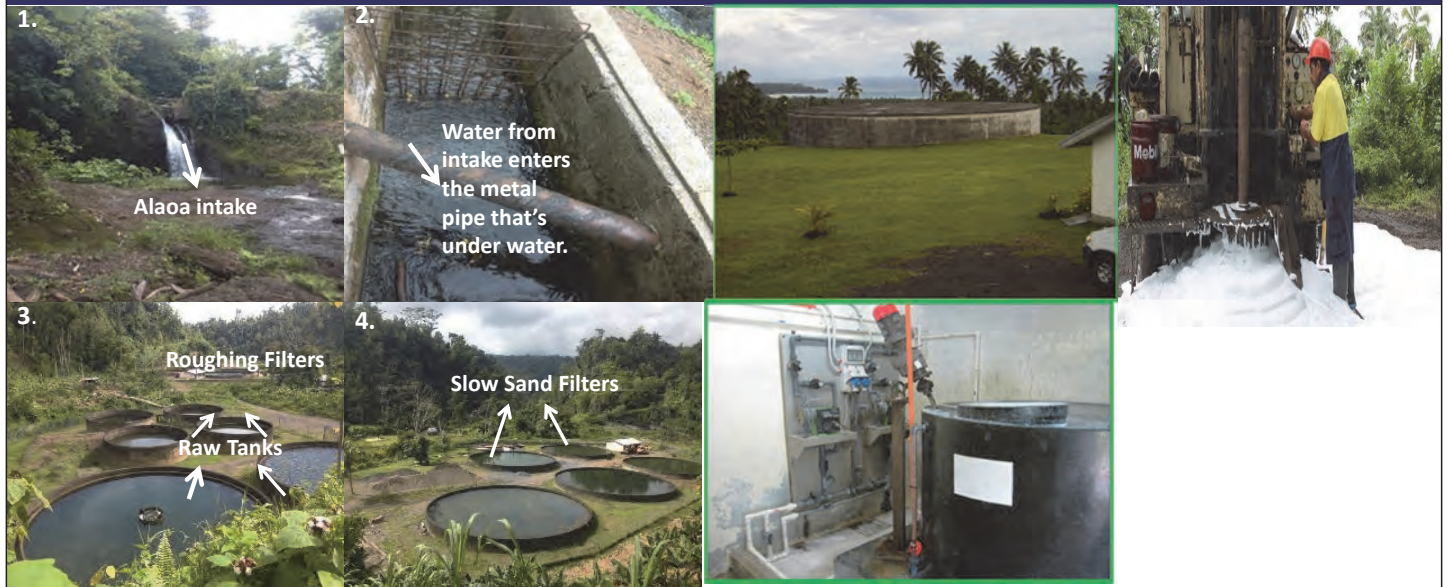 1.
Alaoa intake
2.
Water from
intake enters
the metal
pipe that's
under water.
Mobil
3.
Roughing Filters
Raw Tanks
4.
Slow Sand Filters